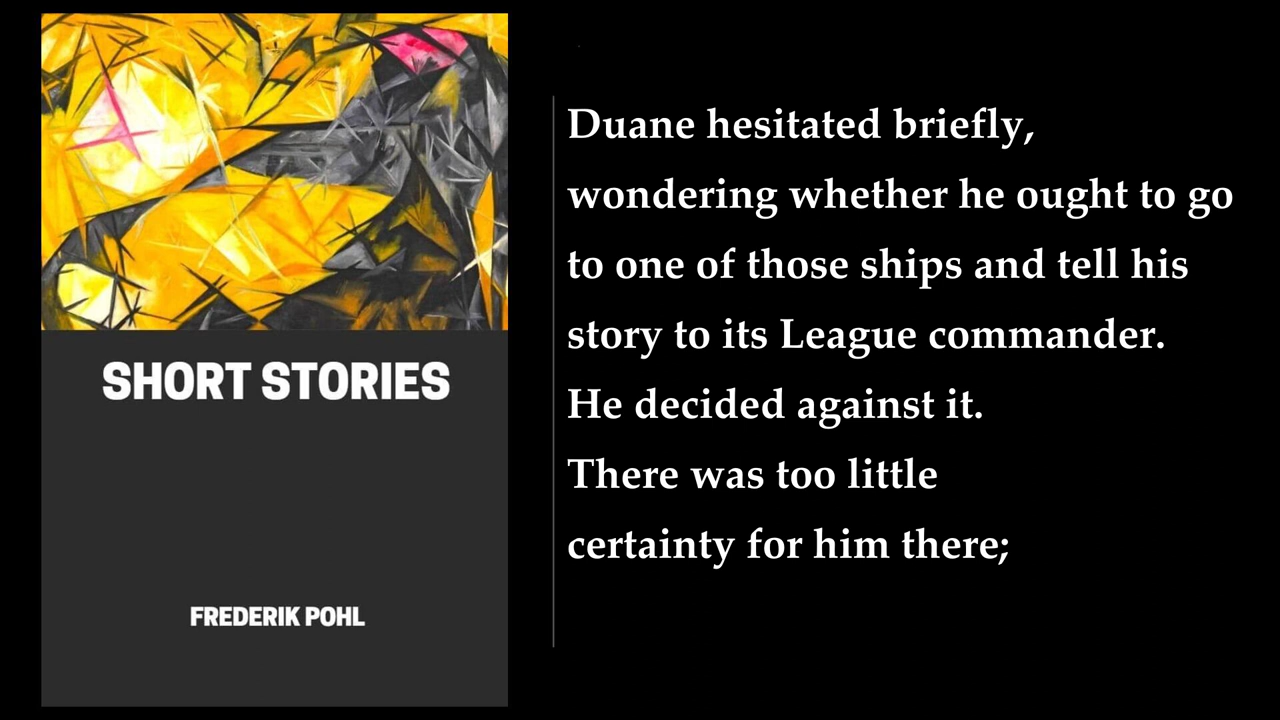 SHORT STORIES
FREDERIK POHL
Duane hesitated briefly,
wondering whether he ought to go
to one of those ships and tell his
story to its League commander.
He decided against it.
There was too little
certainty for him there;